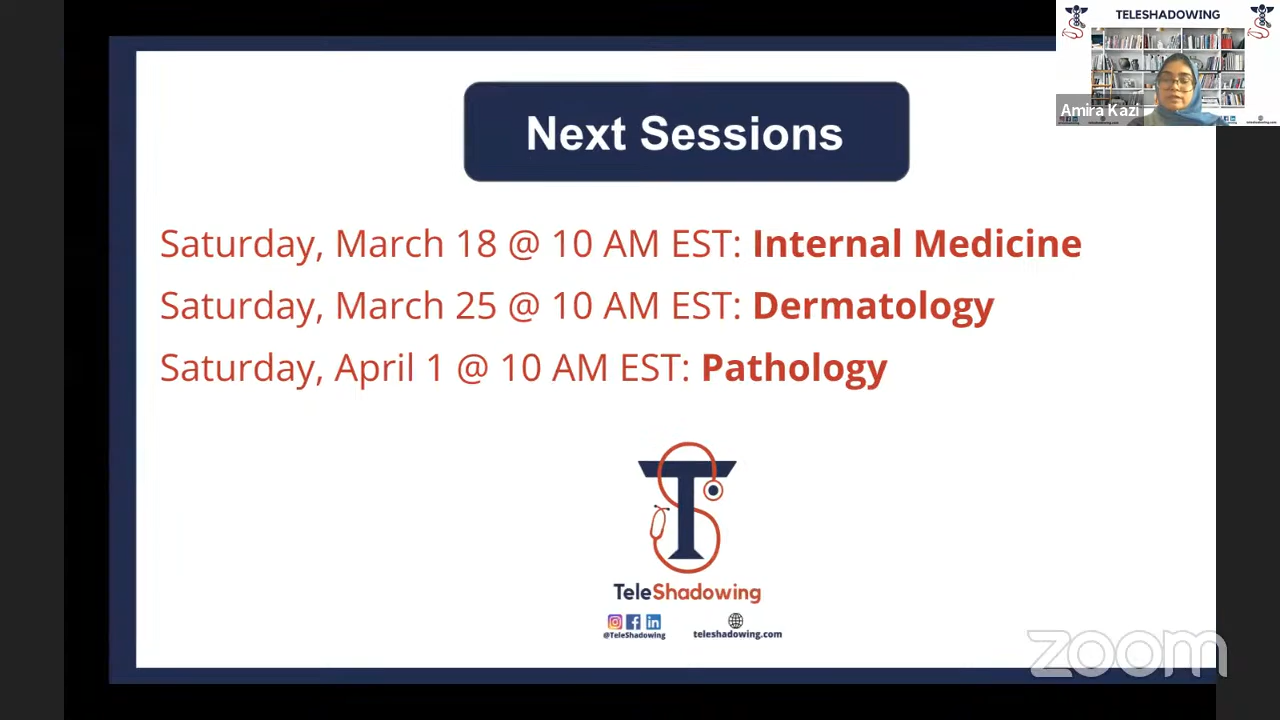 TELESHADOWING
Amira Kazi
Next Sessions
Saturday, March 18 @ 10 AM EST: Internal Medicine
Saturday, March 25 @ 10 AM EST: Dermatology
Saturday, April 1 @ 10 AM EST: Pathology
TeleShadowing
@TeleShadowing
teleshadowing.com
zoom